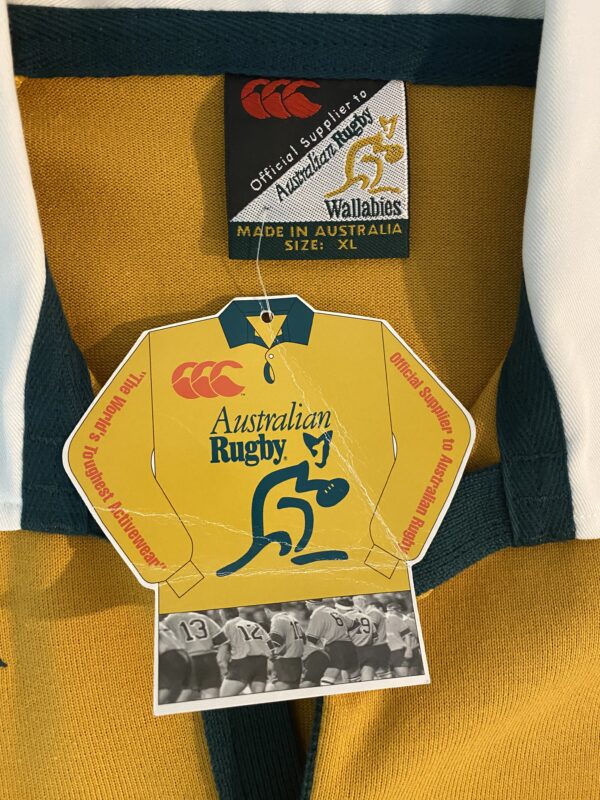 Official Supplier to
Australian Rugby
Wallabies
MADE IN AUSTRALIA
SIZE: XL
"The World's Toughest Activewear"
Australian
Rugby®
Official Supplier to Australian Rugby
13
12